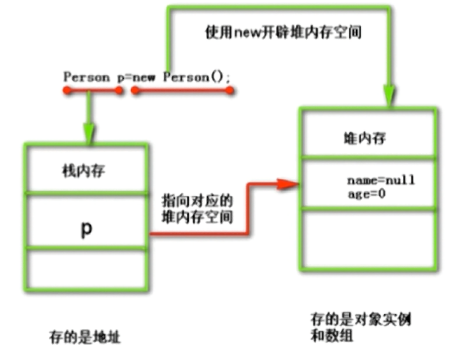 使用new开辟堆内存空间
Person p=new Person();
栈内存
堆内存
name=null
age=0
指向对应的
堆内存空间
p
存的是地址
存的是对象实例
和数组